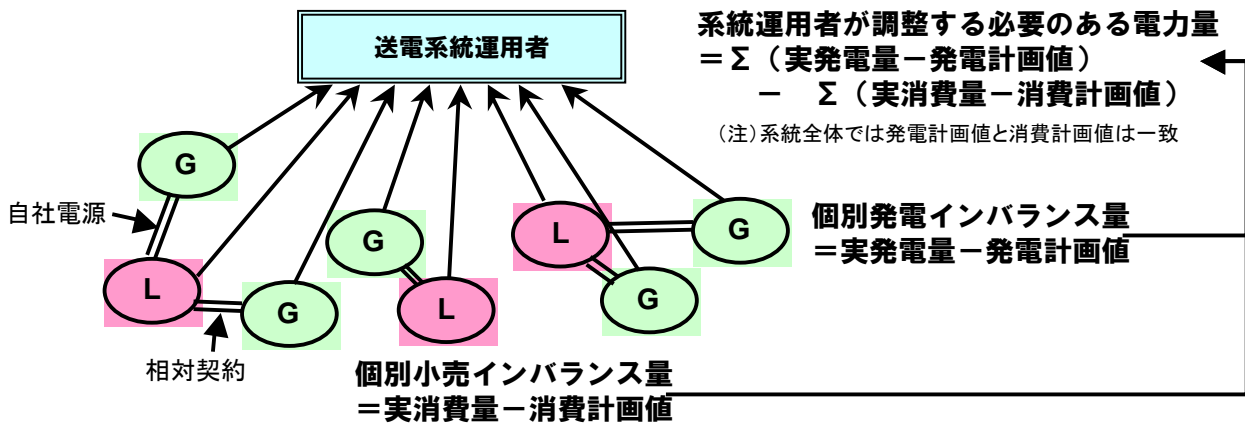 送電系統運用者
系統運用者が調整する必要のある電力量
＝Σ（実発電量－発電計画値）
－　Σ（実消費量－消費計画値）
（注）系統全体では発電計画値と消費計画値は一致
G
自社電源
L
G
相対契約
G
L
L
G
G
個別発電インバランス量
＝実発電量－発電計画値
個別小売インバランス量
＝実消費量－消費計画値